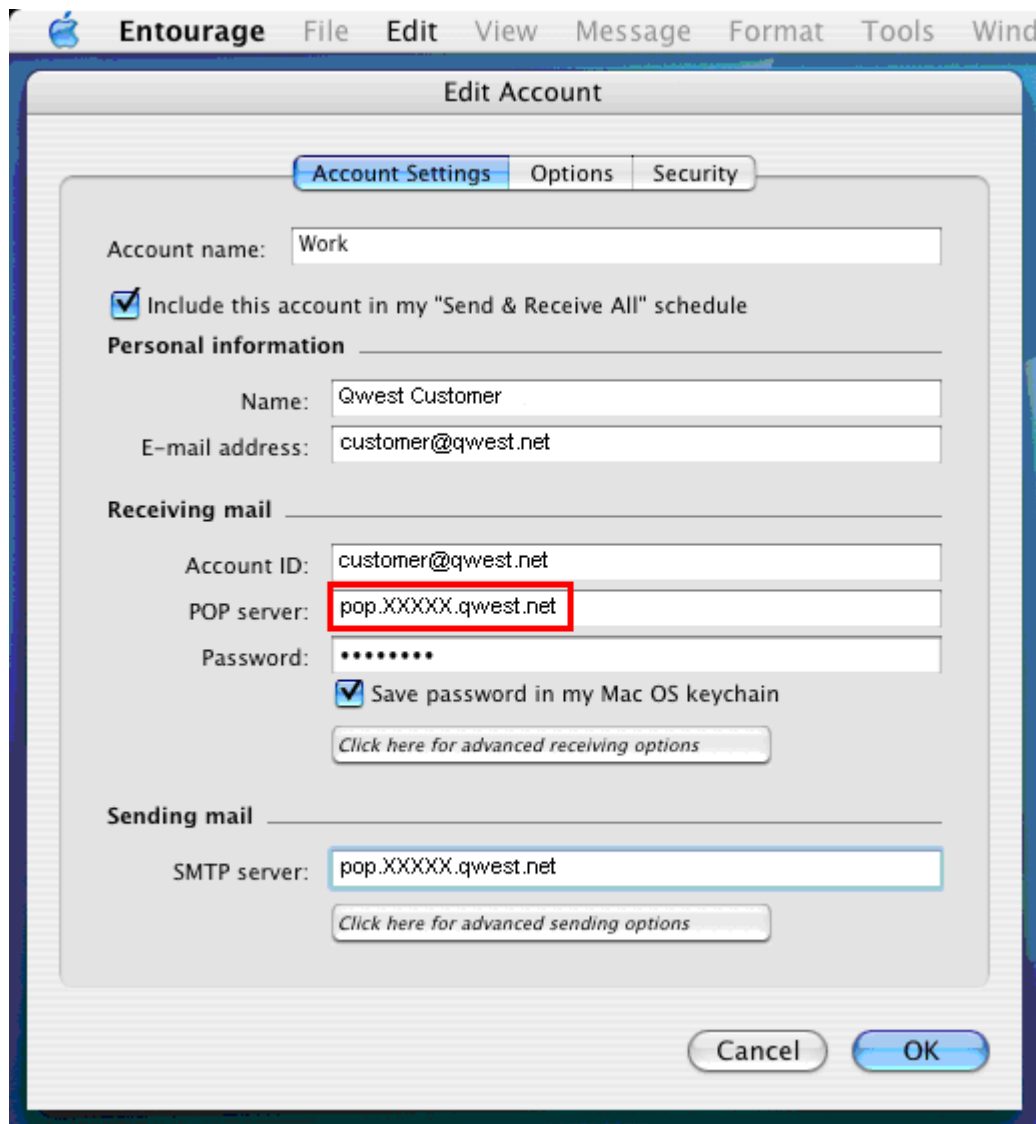 Entourage File Edit View Message Format Tools Wind
Edit Account
Account Settings Options Security
Account name: Work
Include this account in my "Send & Receive All" schedule
Personal information
Name: Qwest Customer
E-mail address: customer@qwest.net
Receiving mail
Account ID: customer@qwest.net
POP server: pop.XXXXX.qwest.net
Password: ••••••••
Save password in my Mac OS keychain
Click here for advanced receiving options
Sending mail
SMTP server: pop.XXXXX.qwest.net
Click here for advanced sending options
Cancel OK